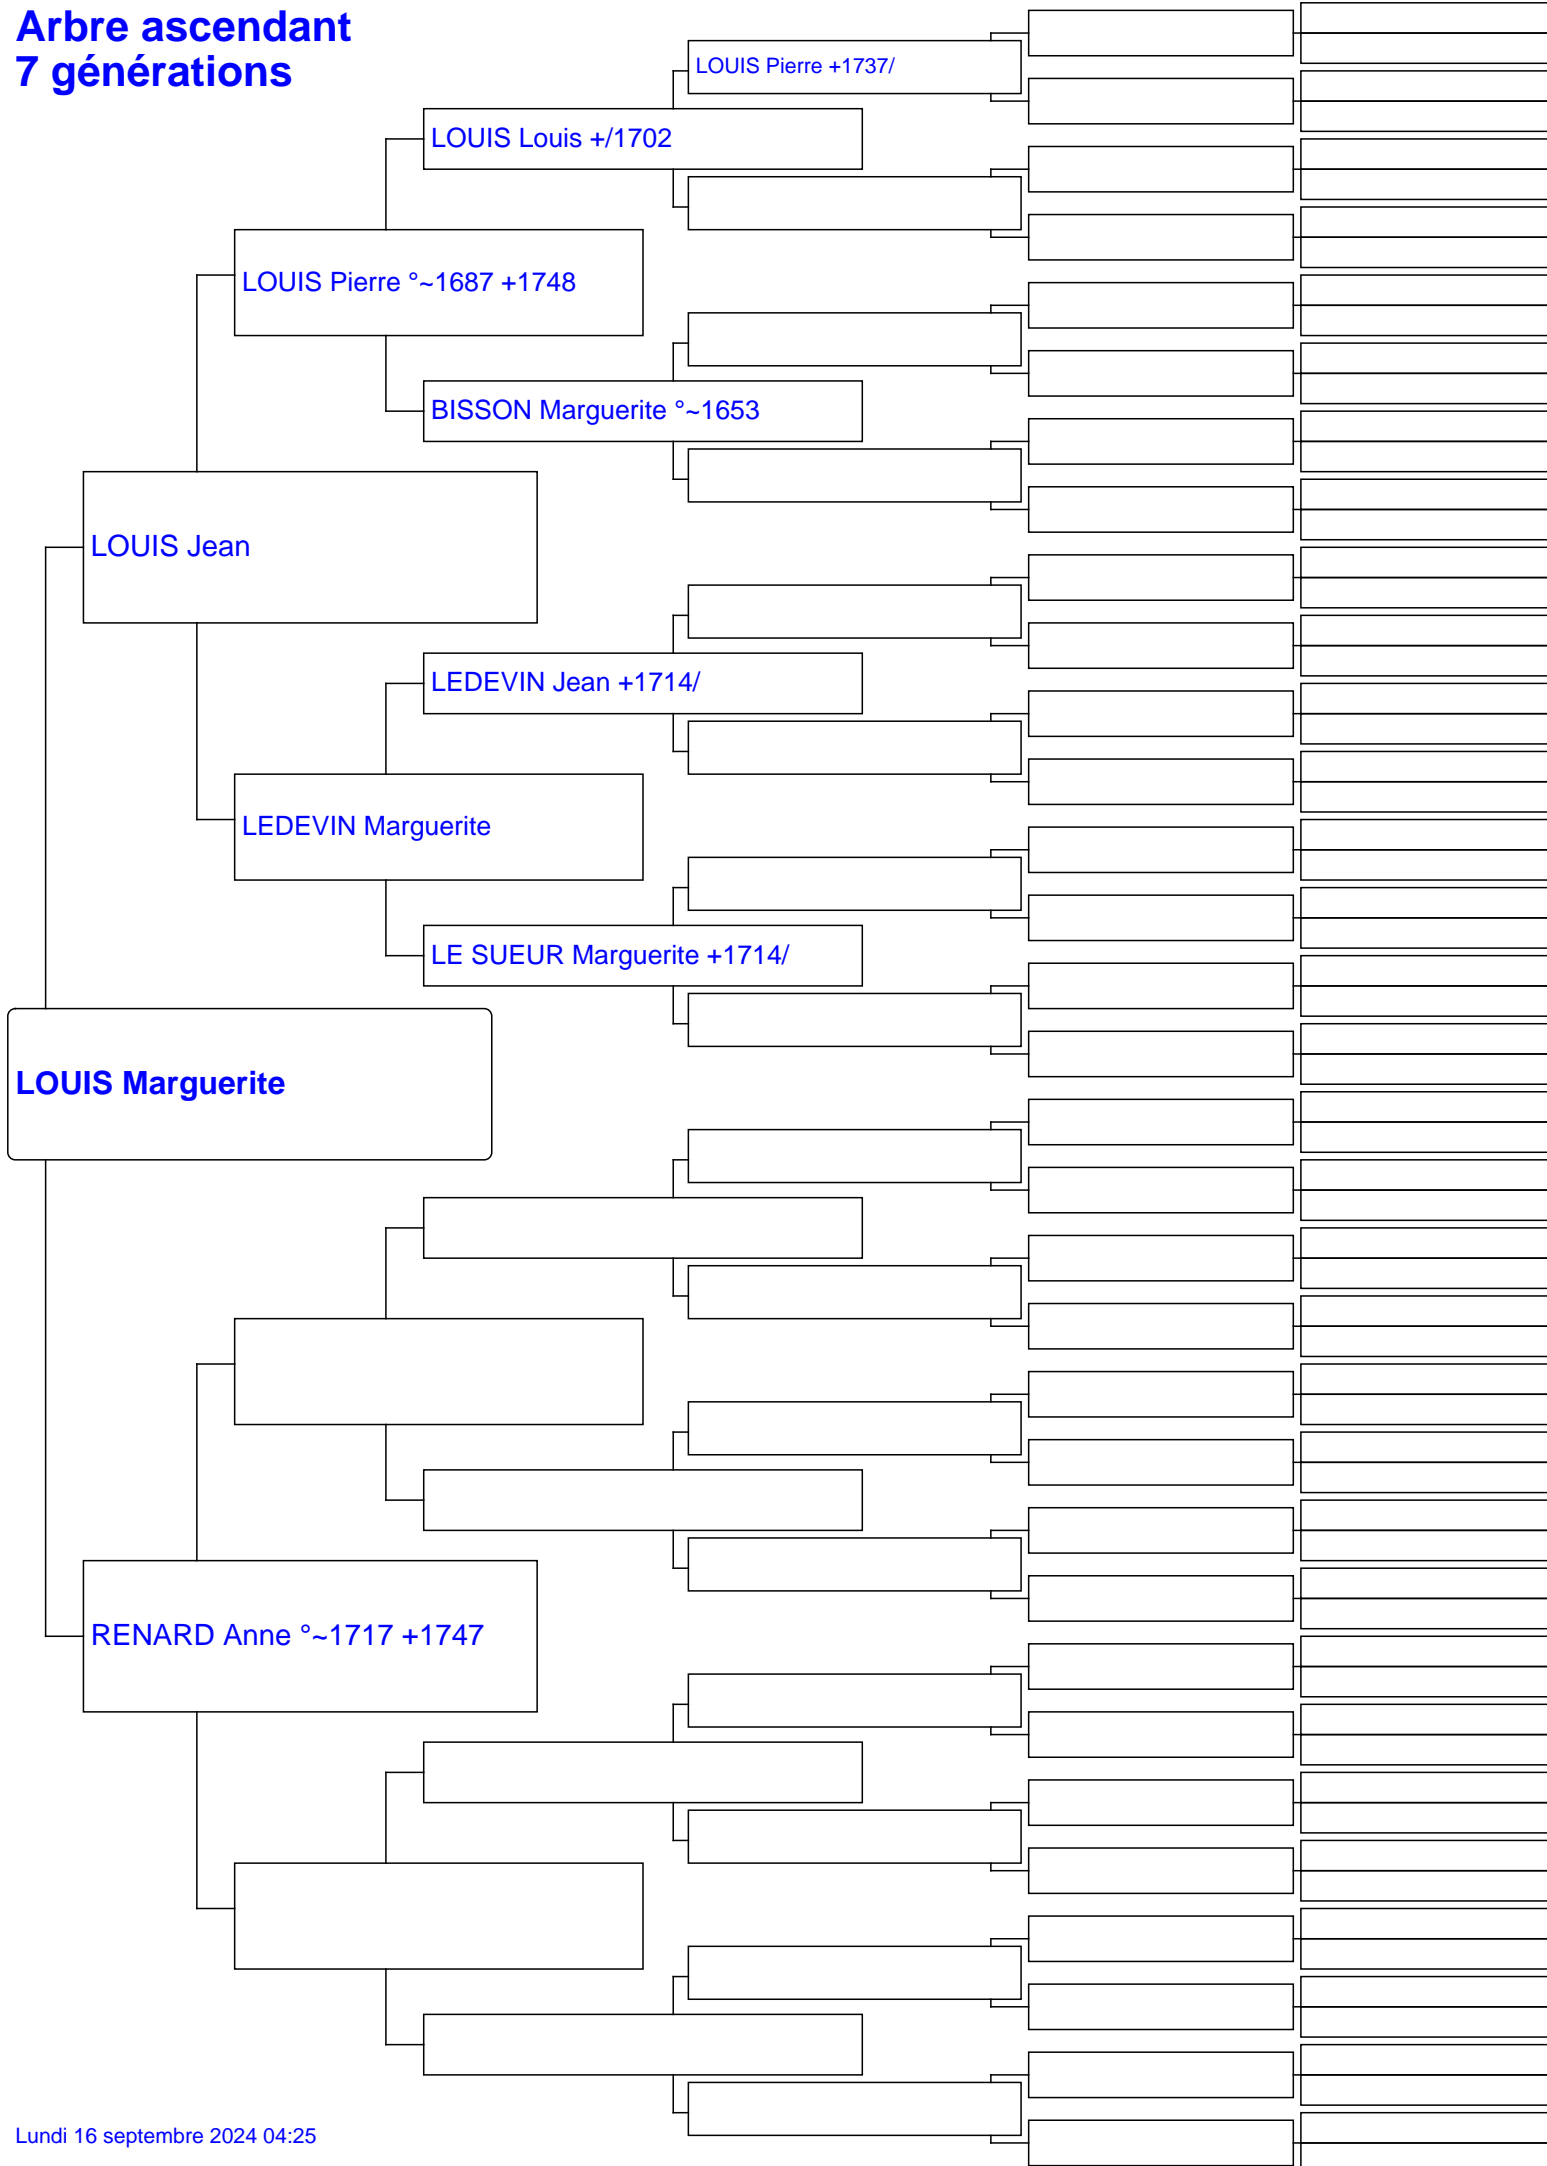 Arbre ascendant
7 générations
LOUIS Pierre +1737/
LOUIS Louis +/1702
LOUIS Pierre °~1687 +1748
BISSON Marguerite °~1653
LOUIS Jean
LEDEVIN Jean +1714/
LEDEVIN Marguerite
LE SUEUR Marguerite +1714/
LOUIS Marguerite
RENARD Anne °~1717 +1747
Lundi 16 septembre 2024 04:25